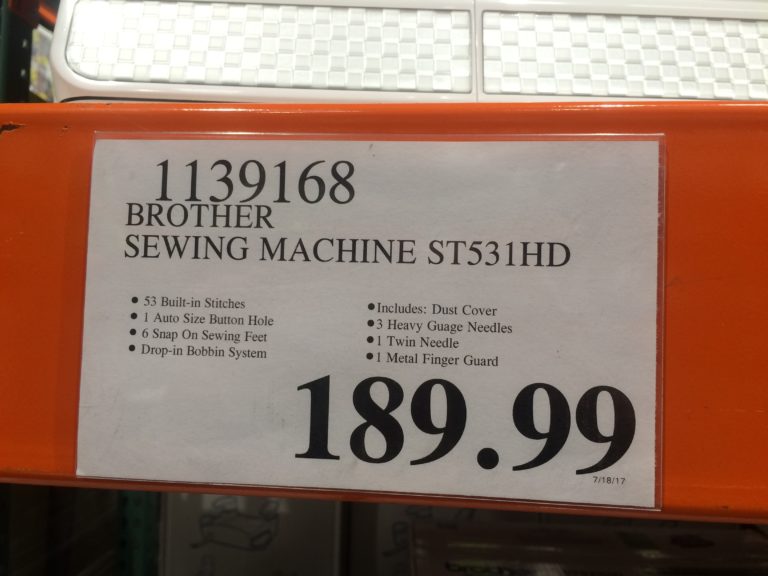 1139168
BROTHER
SEWING MACHINE ST531HD
• 53 Built-in Stitches
• 1 Auto Size Button Hole
• 6 Snap On Sewing Feet
• Drop-in Bobbin System
•Includes: Dust Cover
•3 Heavy Guage Needles
•1 Twin Needle
•1 Metal Finger Guard
189.99
7/18/17